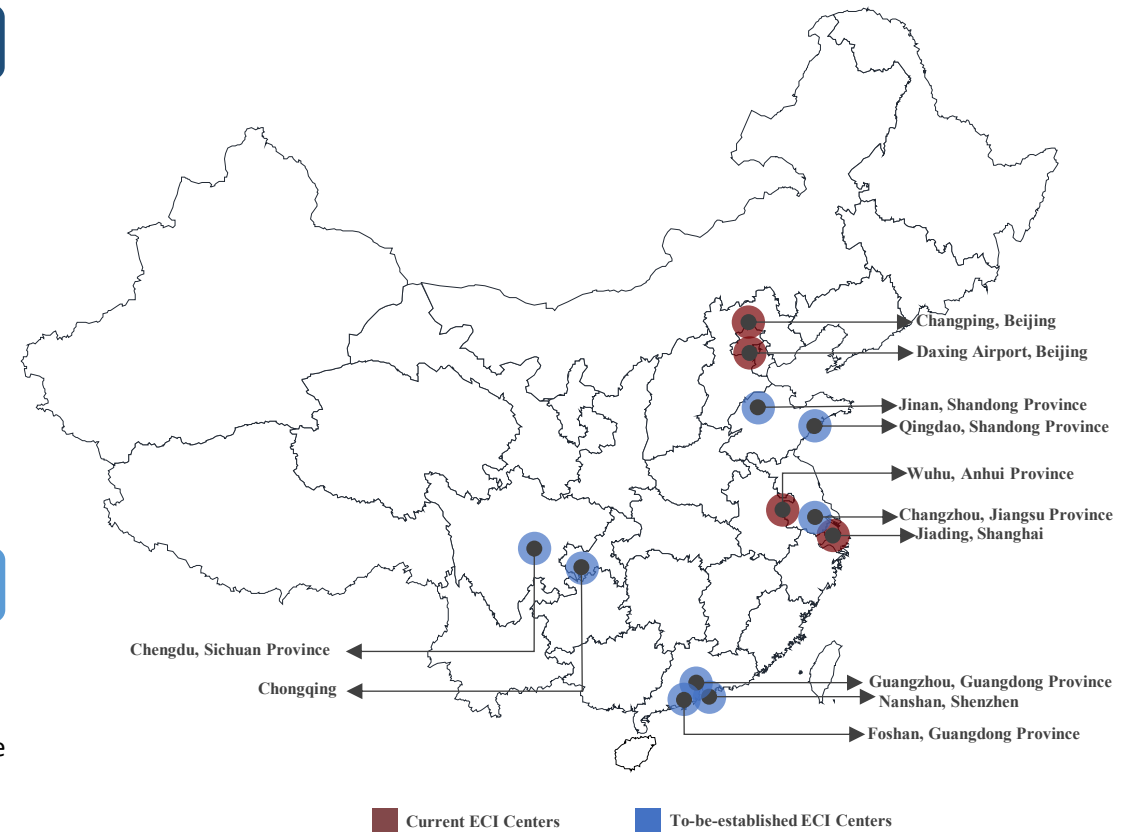 Changping, Beijing
Daxing Airport, Beijing
Jinan, Shandong Province
Qingdao, Shandong Province
Wuhu, Anhui Province
Changzhou, Jiangsu Province
Jiading, Shanghai
Chengdu, Sichuan Province
Chongqing
Guangzhou, Guangdong Province
Nanshan, Shenzhen
Foshan, Guangdong Province
e
Current ECI Centers
To-be-established ECI Centers